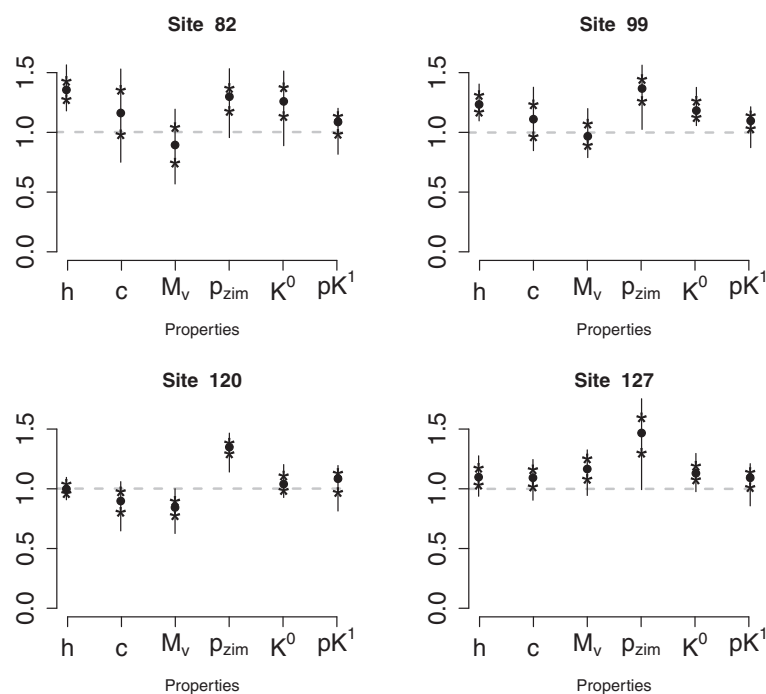 Site 82
1.5
1.0
0.5
0.0
h c Mv pzim K0 pK1
Properties
Site 99
1.5
1.0
0.5
0.0
h c Mv pzim K0 pK1
Properties
Site 120
1.5
1.0
0.5
0.0
h c Mv pzim K0 pK1
Properties
Site 127
1.5
1.0
0.5
0.0
h c Mv pzim K0 pK1
Properties